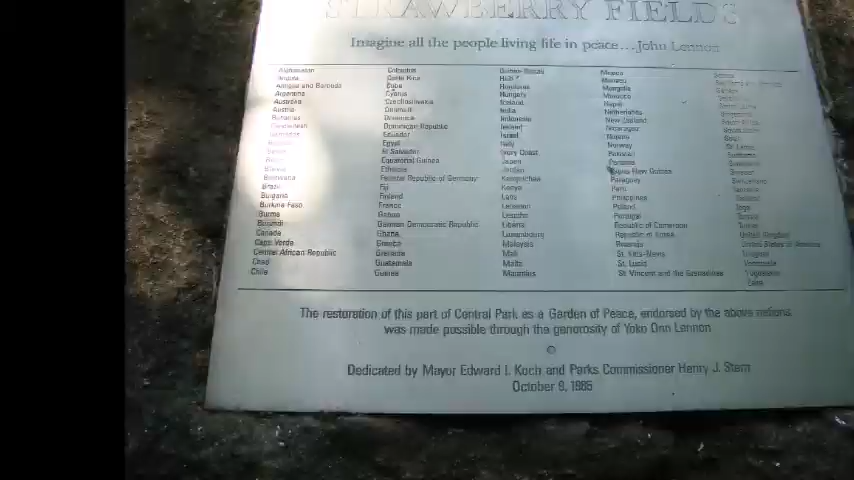 STRAWBERRY FIELDS
Imagine all the people living life in peace...John Lennon
Afghanistan
Angola
Antigua and Barbuda
Argentina
Australia
Austria
Bahamas
Botswana
Brazil
Bulgaria
Burkina Faso
Burma
Burundi
Canada
Cape Verde
Central African Republic
Chad
Chile
Colombia
Costa Rica
Cuba
Cyprus
Czechoslovakia
Denmark
Dominica
Dominican Republic
Ecuador
Egypt
El Salvador
Equatorial Guinea
Ethiopia
Federal Republic of Germany
Fiji
Finland
France
Gabon
German Democratic Republic
Ghana
Greece
Grenada
Guatemala
Guinea
Guinea-Bissau
Haiti
Honduras
Hungary
Iceland
India
Indonesia
Ireland
Israel
Italy
Ivory Coast
Japan
Jordan
Kampuchea
Kenya
Laos
Lebanon
Lesotho
Liberia
Luxembourg
Malaysia
Mali
Malta
Mauritius
Mexico
Monaco
Mongolia
Morocco
Nepal
Netherlands
New Zealand
Nicaragua
Norway
Pakistan
Panama
Papua New Guinea
Paraguay
Peru
Philippines
Poland
Portugal
Republic of Cameroon
Republic of Korea
Rwanda
St. Kitts-Nevis
St. Lucia
St. Vincent and the Grenadines
Spain
Sri Lanka
Suriname
Swaziland
Sweden
Togo
Tunisia
Turkey
United Kingdom
United States of America
Uruguay
Venezuela
Yugoslavia
Zaire
The restoration of this part of Central Park as a Garden of Peace, endorsed by the above nations,
was made possible through the generosity of Yoko Ono Lennon
©
Dedicated by Mayor Edward I. Koch and Parks Commissioner Henry J. Stern
October 9, 1985